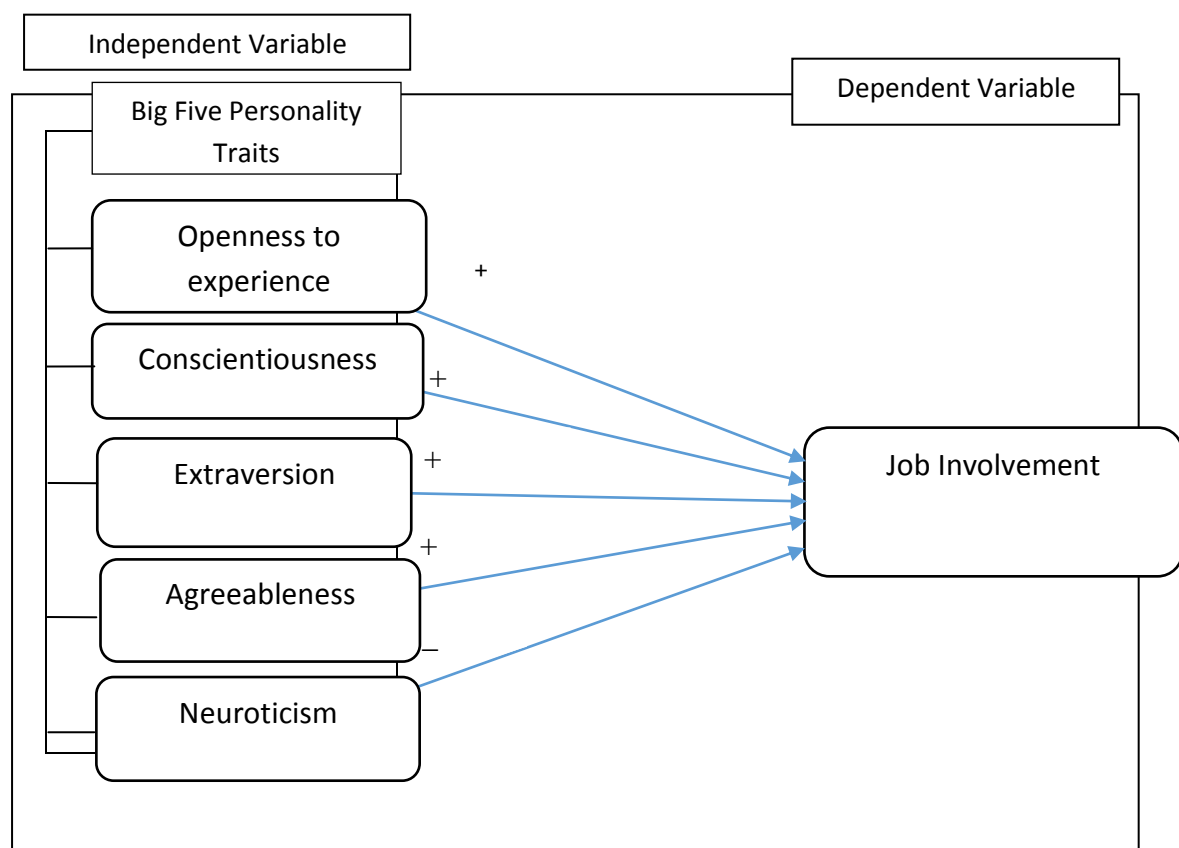 Independent Variable
Dependent Variable
Big Five Personality
Traits
Openness to
experience
+
Conscientiousness
+
Extraversion
+
Job Involvement
+
Agreeableness
–
Neuroticism